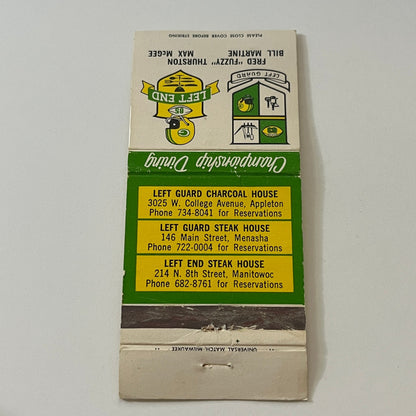 PLEASE CLOSE COVER BEFORE STRIKING
FRED "FUZZY" THURSTON
BILL MARTINE
MAX McGEE
LEFT GUARD
LEFT END
85
Championship Dining
LEFT GUARD CHARCOAL HOUSE
3025 W. College Avenue, Appleton
Phone 734-8041 for Reservations
LEFT GUARD STEAK HOUSE
146 Main Street, Menasha
Phone 722-0004 for Reservations
LEFT END STEAK HOUSE
214 N. 8th Street, Manitowoc
Phone 682-8761 for Reservations
UNIVERSAL MATCH-MILWAUKEE